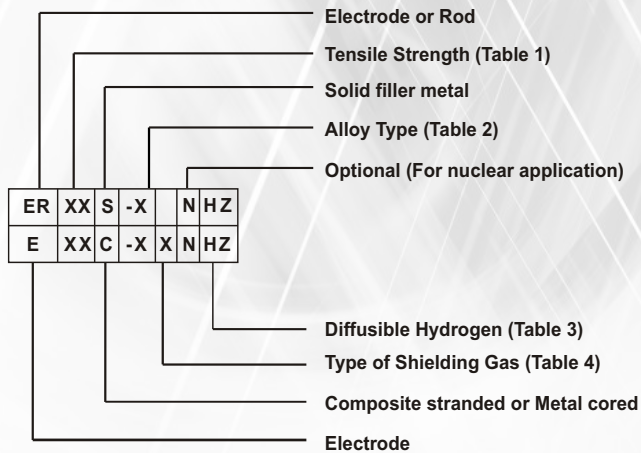 Electrode or Rod
Tensile Strength (Table 1)
Solid filler metal
Alloy Type (Table 2)
Optional (For nuclear application)
ER XX S -X N HZ
E XX C -X X N HZ
Diffusible Hydrogen (Table 3)
Type of Shielding Gas (Table 4)
Composite stranded or Metal cored
Electrode